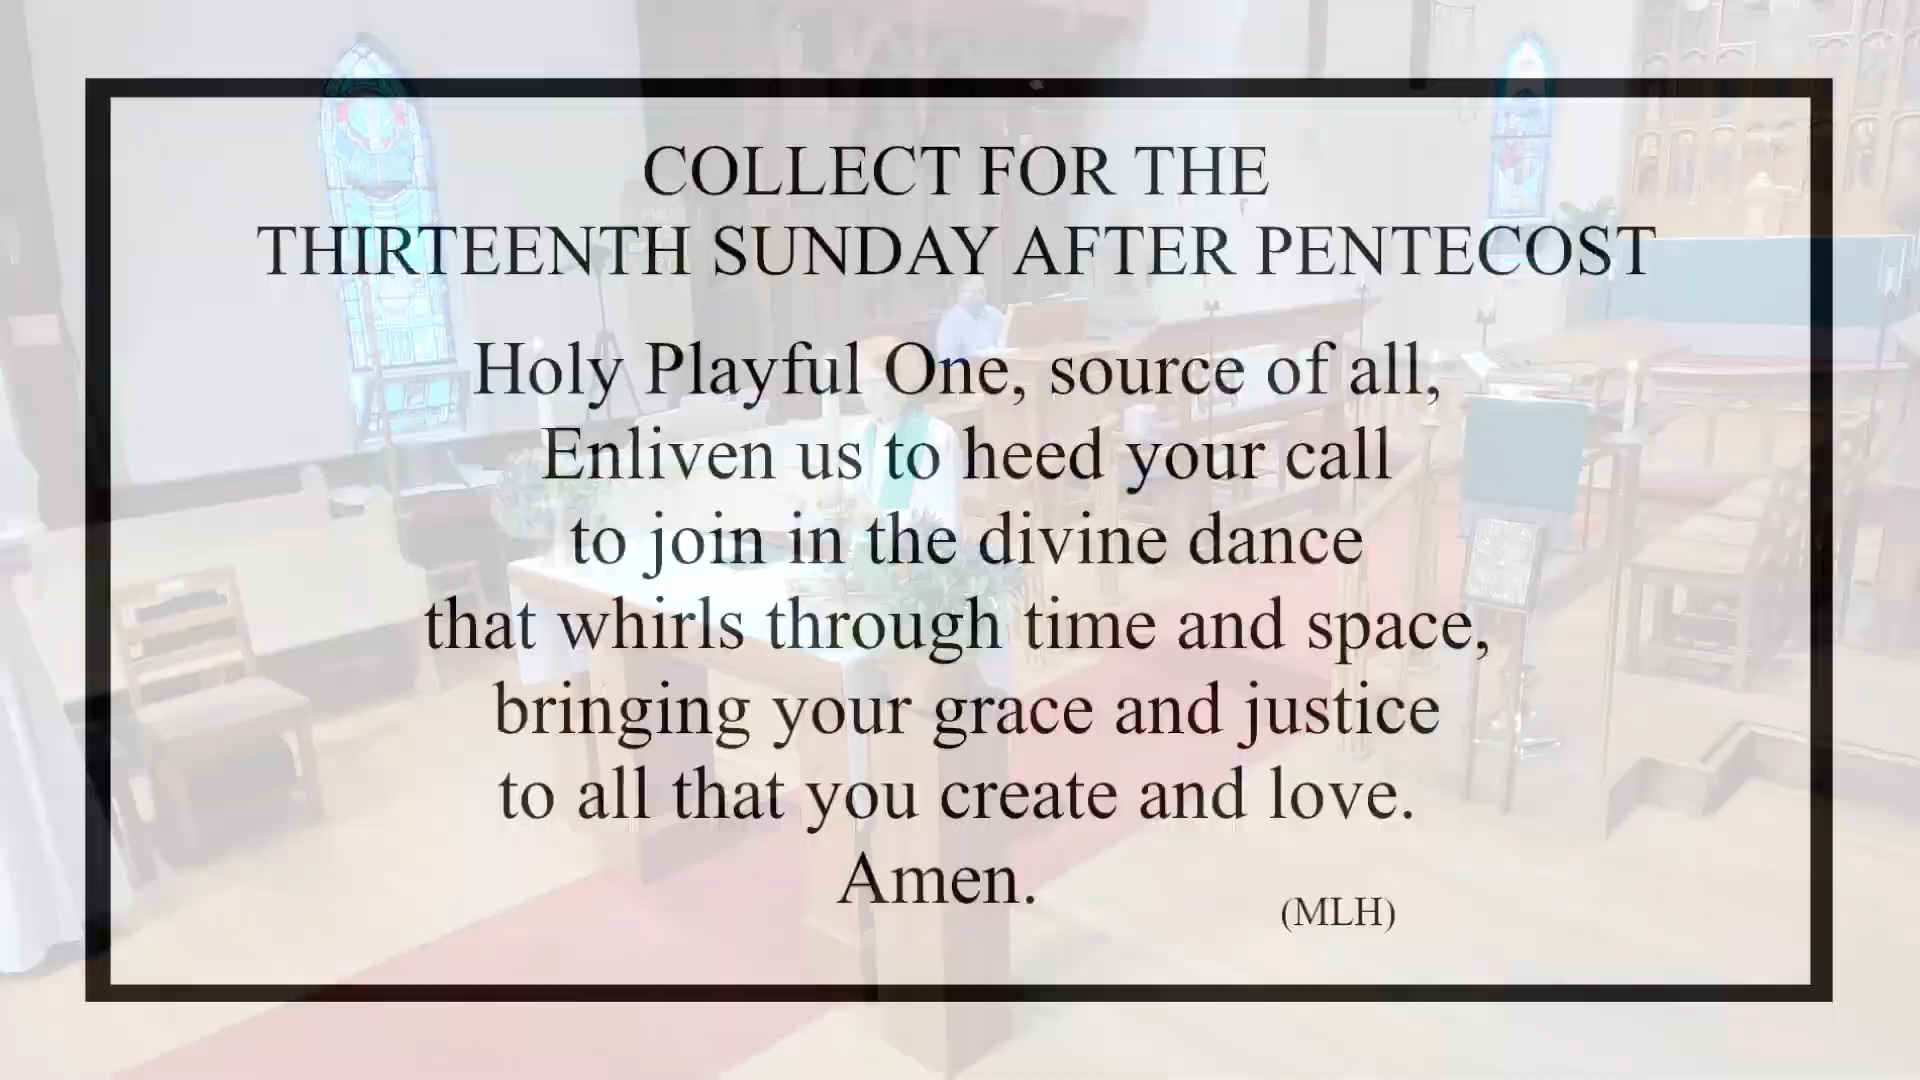 COLLECT FOR THE
THIRTEENTH SUNDAY AFTER PENTECOST
Holy Playful One, source of all,
Enliven us to heed your call
to join in the divine dance
that whirls through time and space,
bringing your grace and justice
to all that you create and love.
Amen.
(MLH)